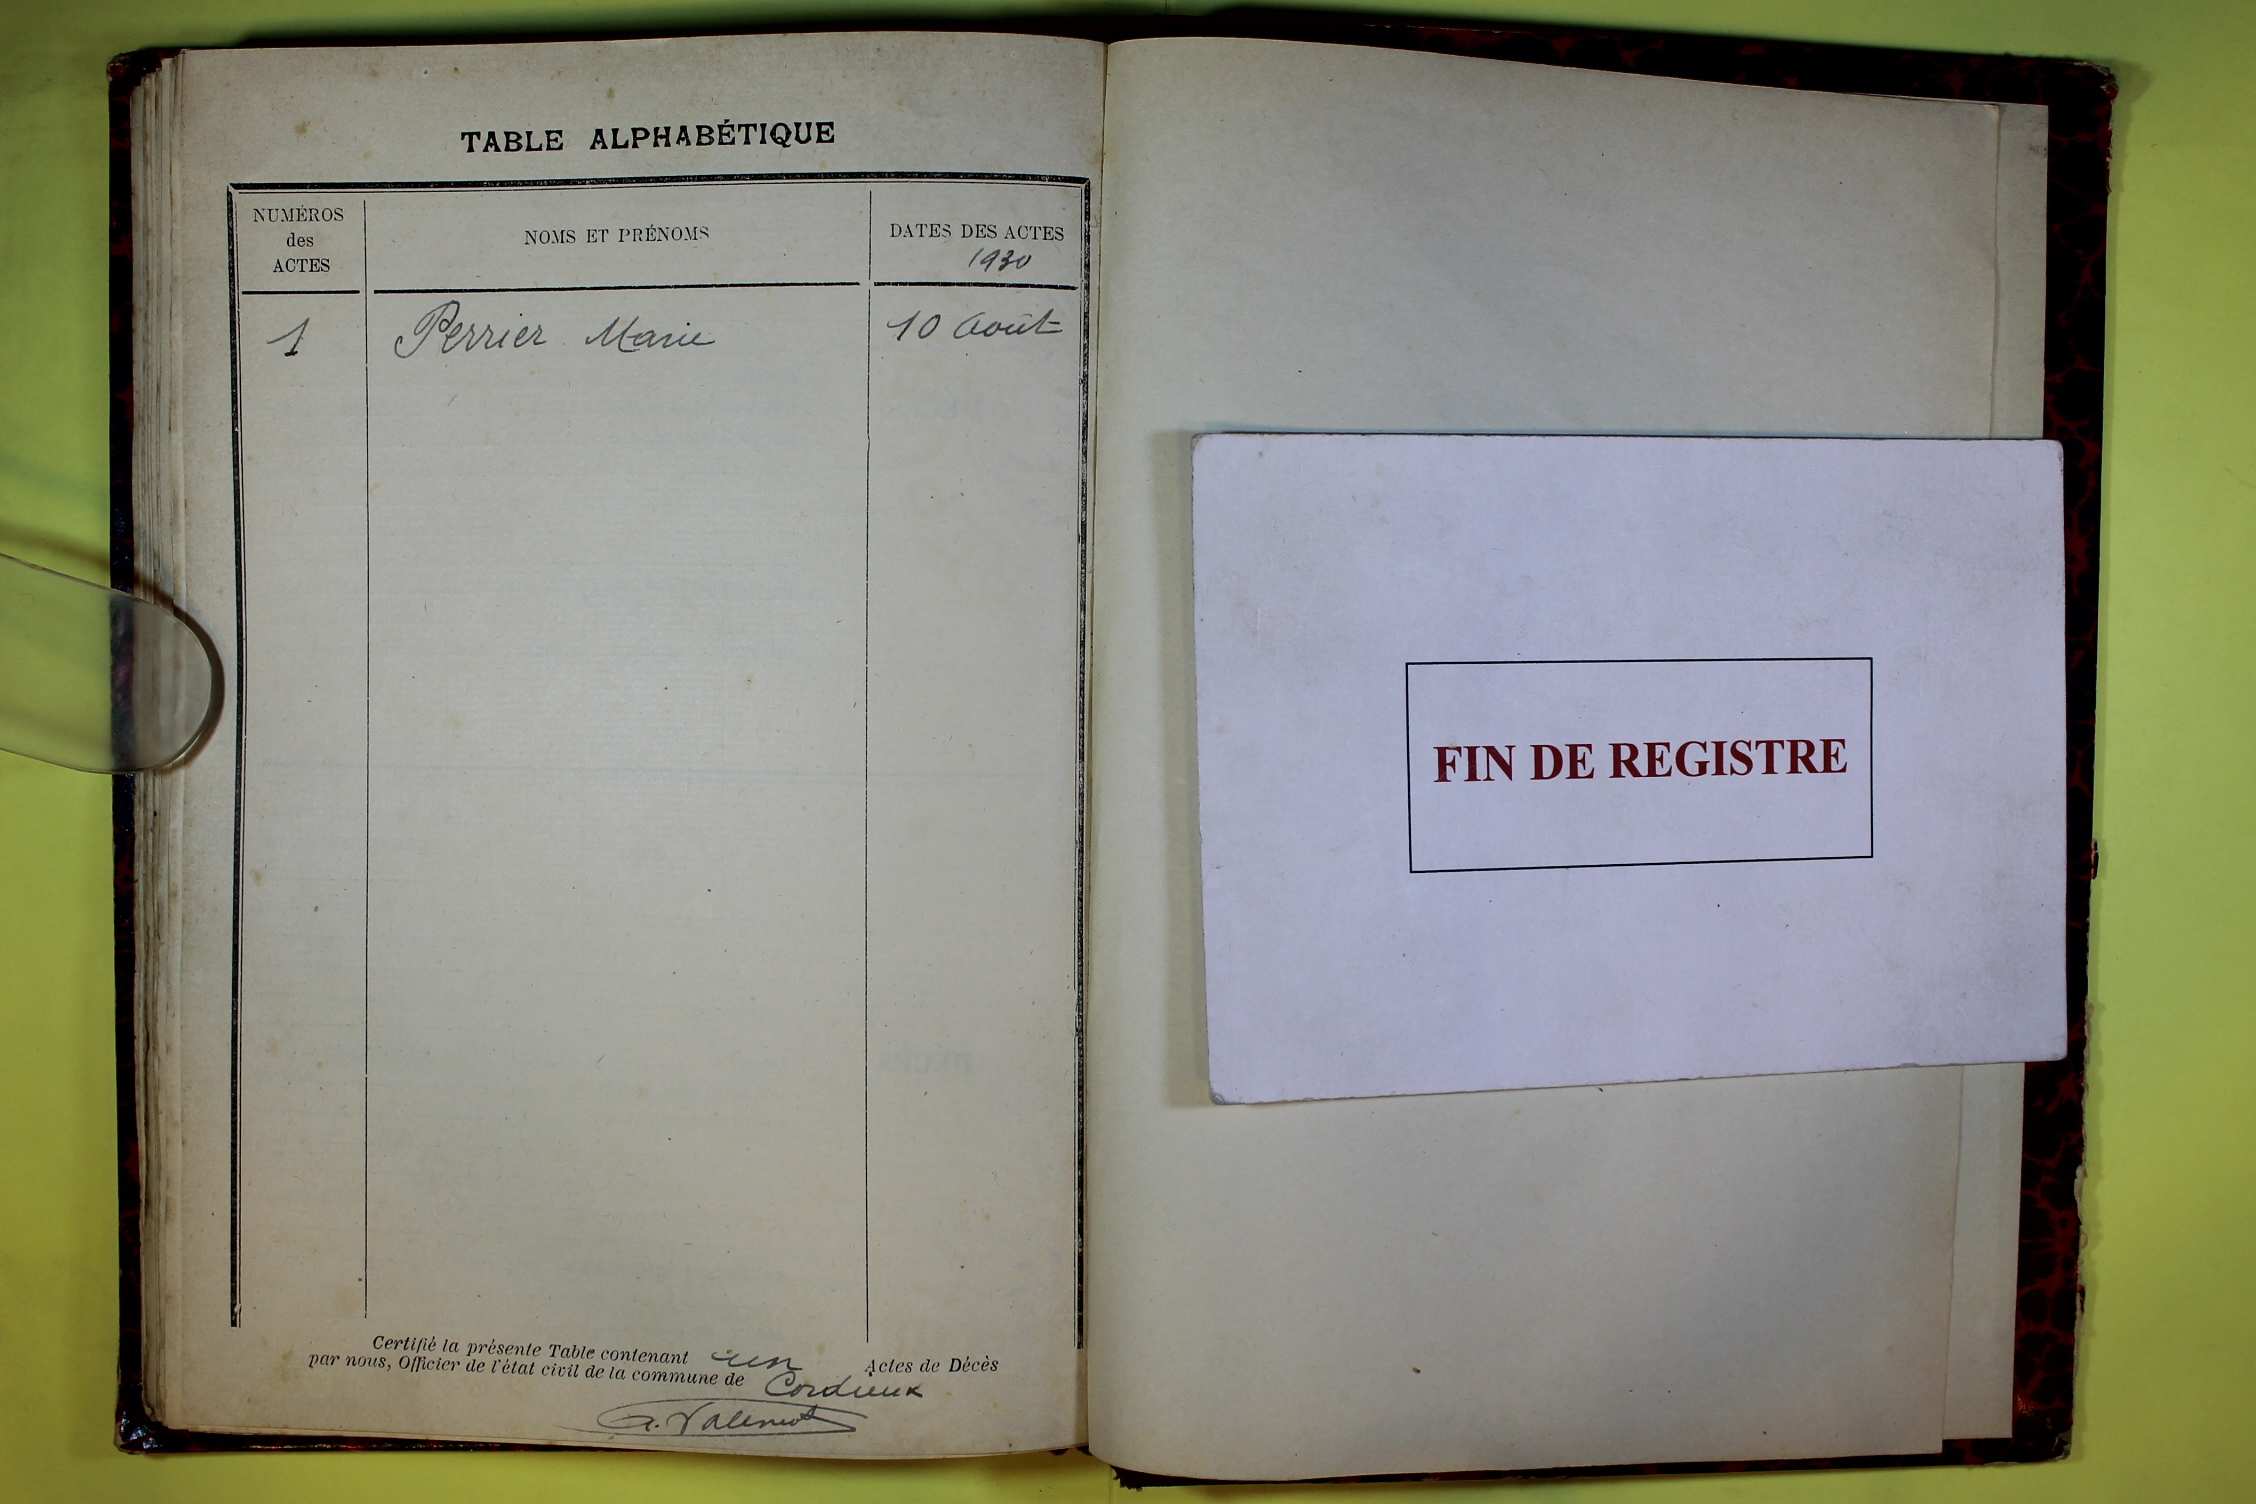 TABLE ALPHABÉTIQUE
NUMÉROS
des
ACTES
NOMS ET PRÉNOMS
DATES DES ACTES
1930
1 Perrier Marie 10 Août
Certifié la présente Table contenant un Actes de Décès
par nous, Officier de l'état civil de la commune de Cordieux
FIN DE REGISTRE